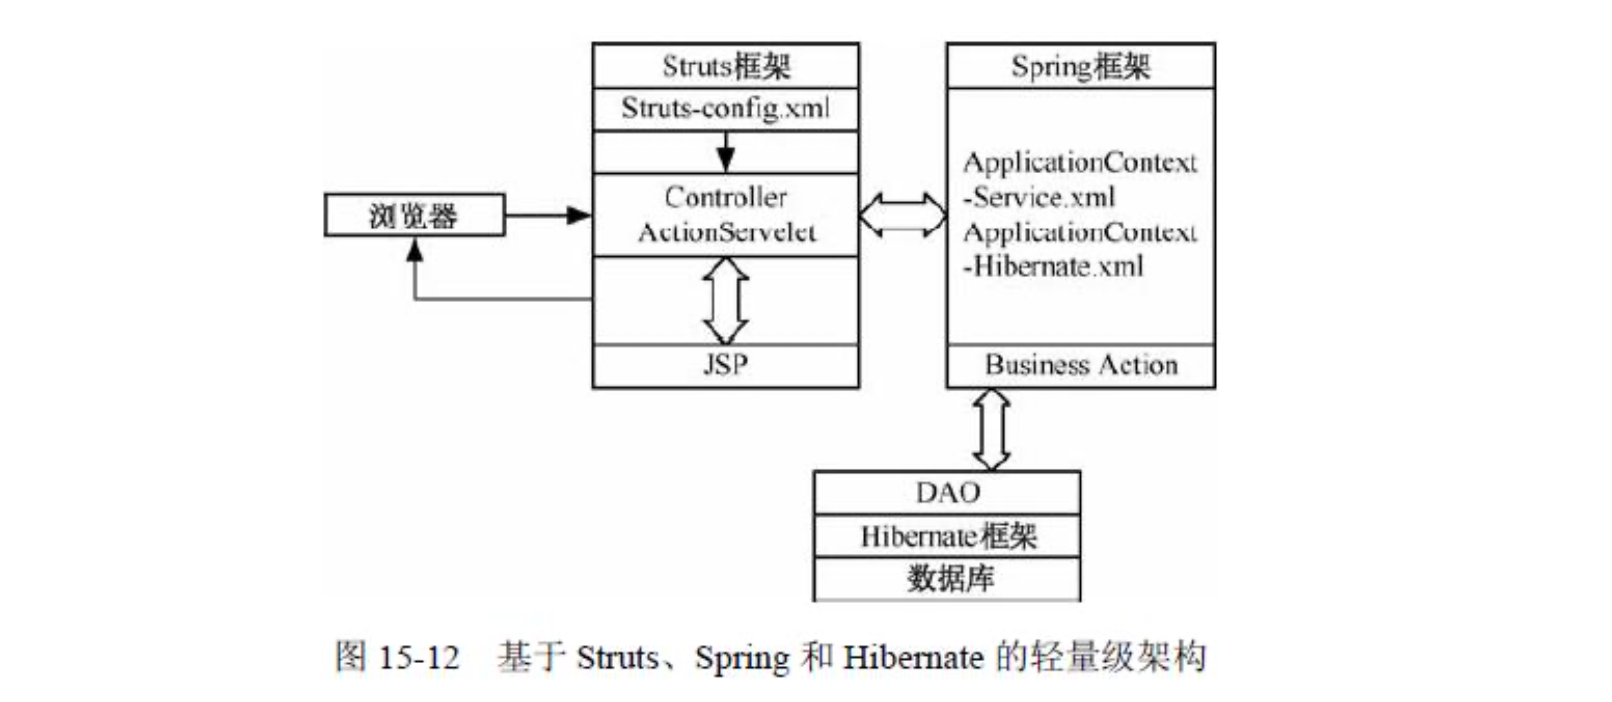 Struts框架
Struts-config.xml
Controller
ActionServelet
JSP
浏览器
Spring框架
ApplicationContext
-Service.xml
ApplicationContext
-Hibernate.xml
Business Action
DAO
Hibernate框架
数据库
图 15-12 基于 Struts、Spring 和 Hibernate 的轻量级架构